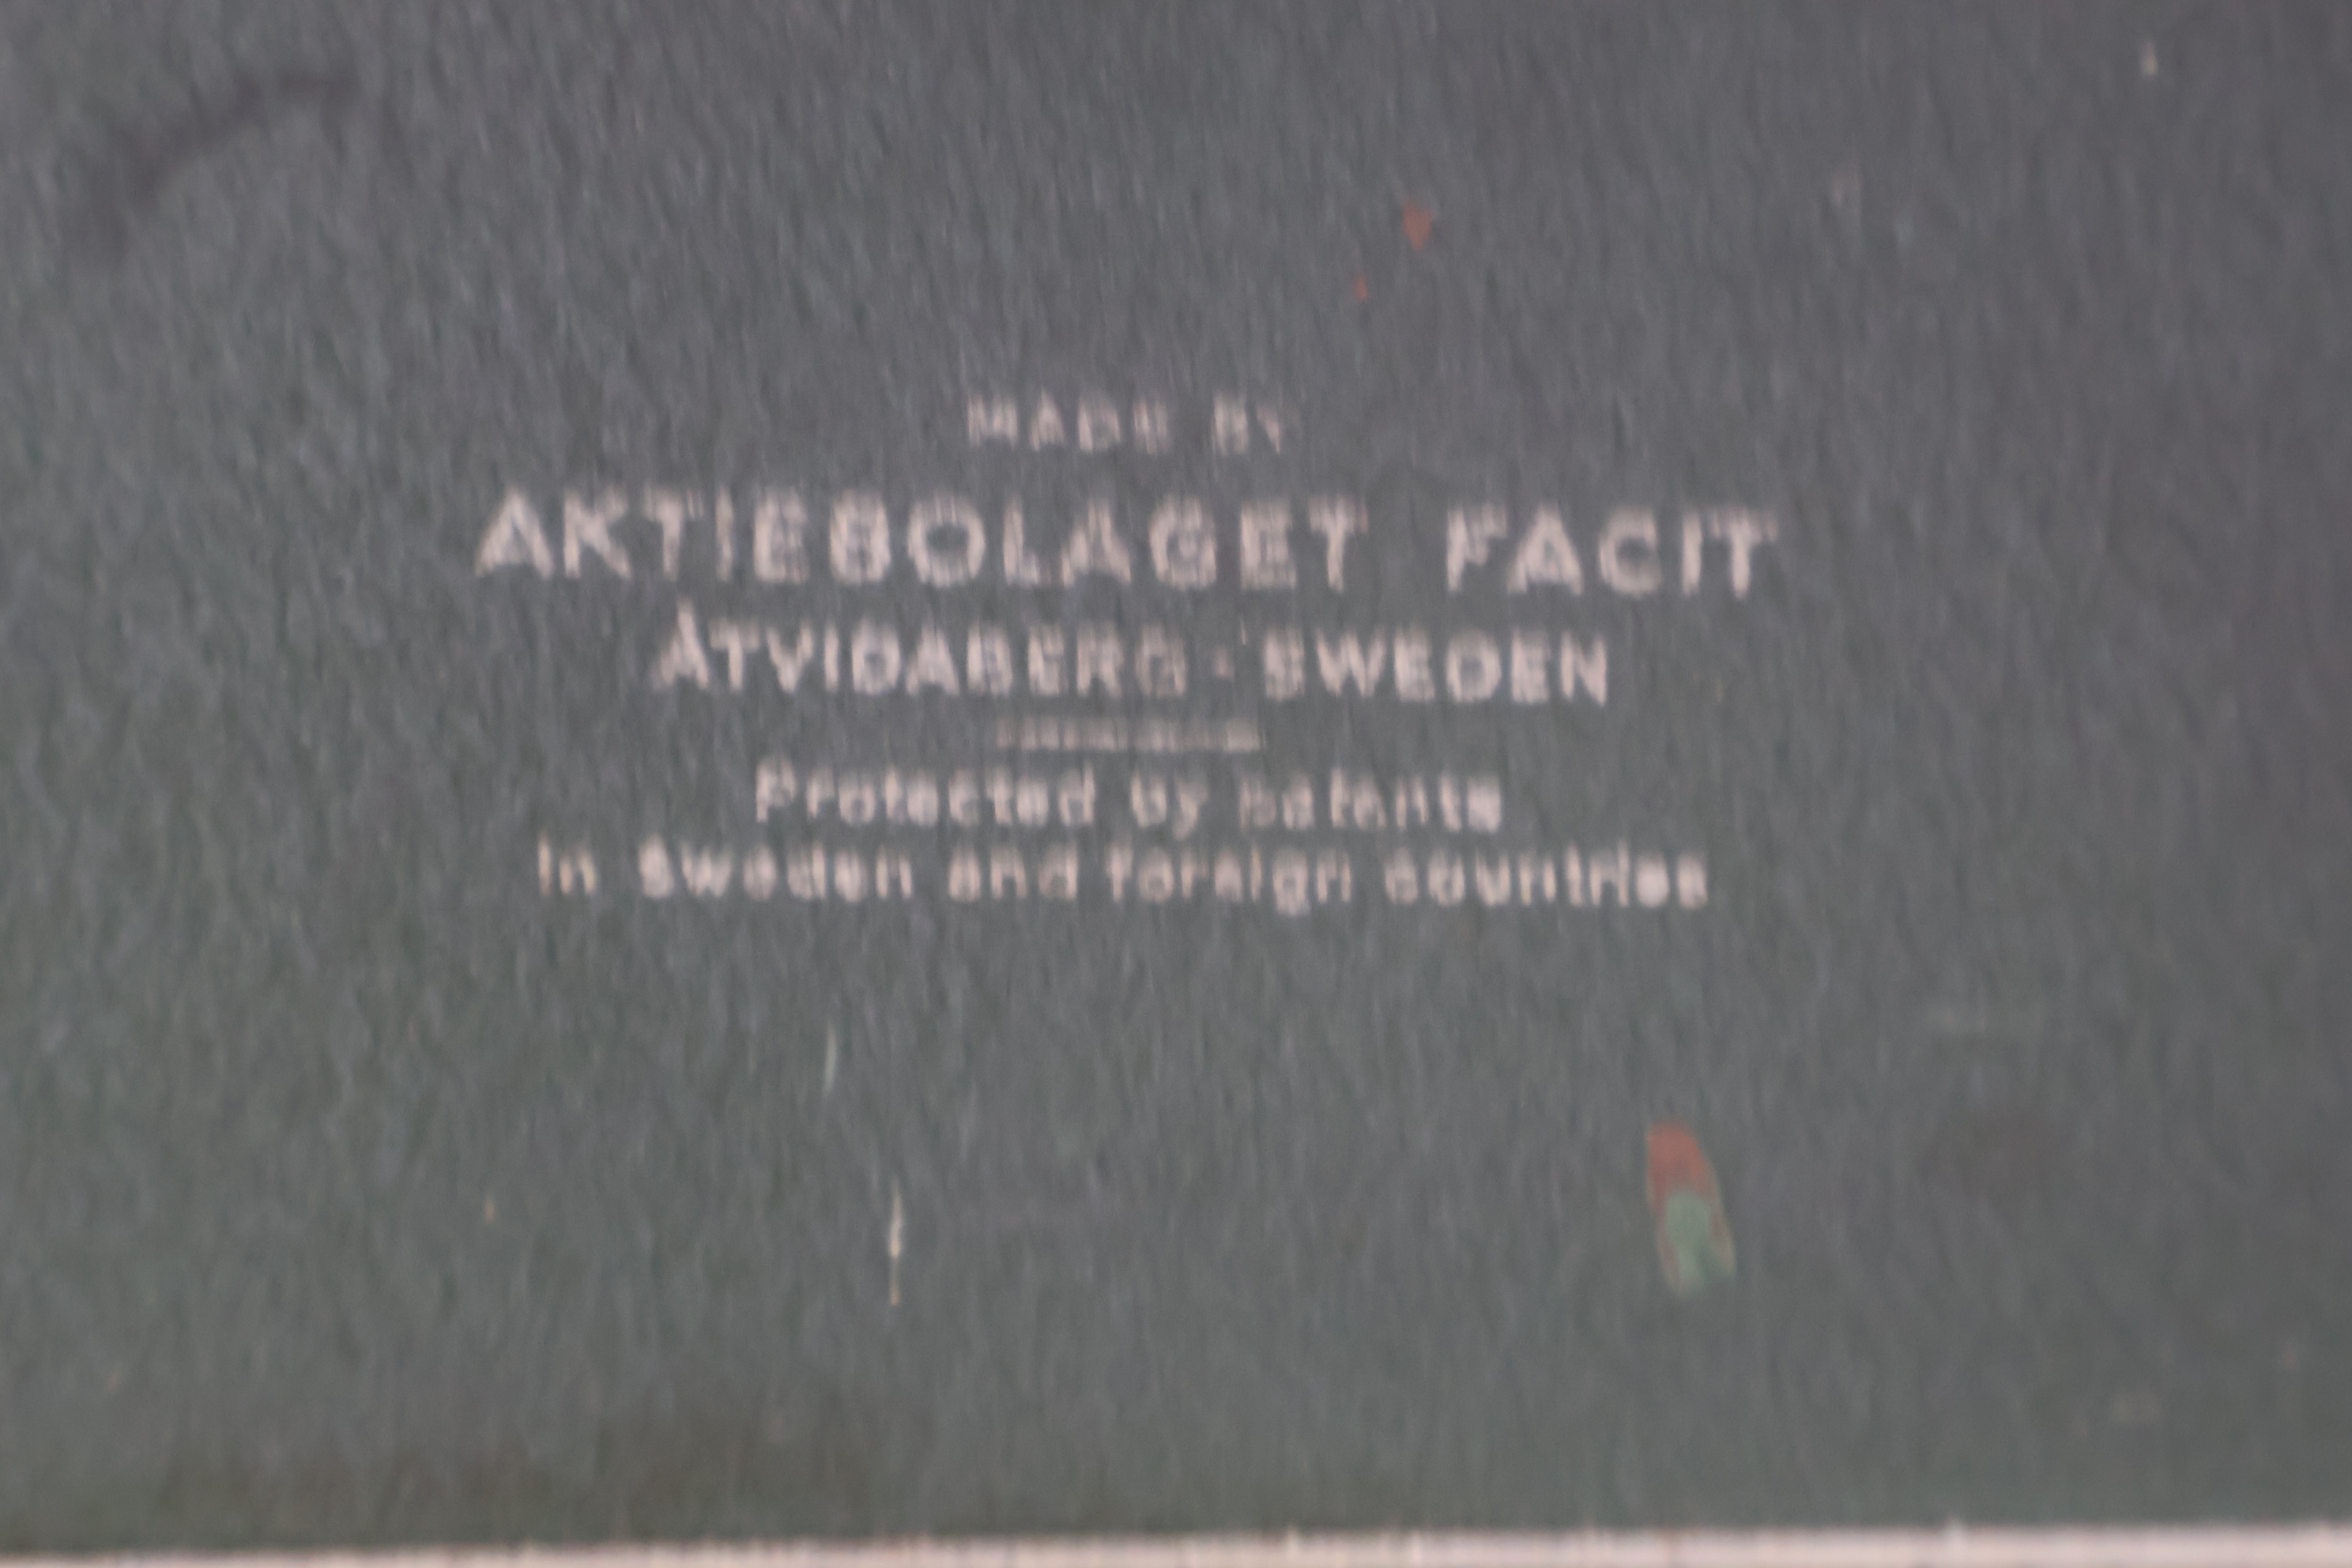 MADE BY
AKTIEBOLAGET FACIT
ÅTVIDABERG · SWEDEN
Protected by patents
in Sweden and foreign countries